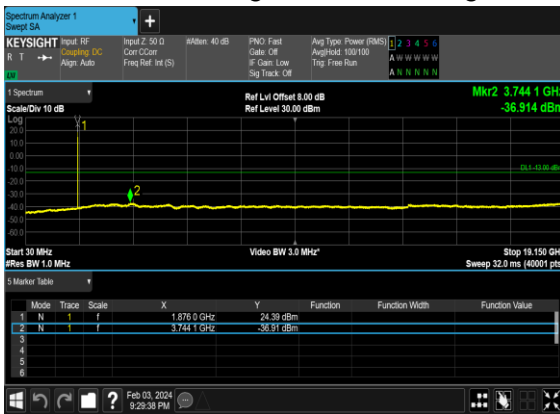 Spectrum Analyzer 1
Swept SA
+
KEYSIGHT Input: RF Input Z: 50 Ω #Atten: 40 dB PNO: Fast Avg Type: Power (RMS) 1 2 3 4 5 6
R T Coupling: DC Corr CCorr Gate: Off Avg|Hold: 100/100 A W W W W W
Align: Auto Freq Ref: Int (S) IF Gain: Low Trig: Free Run
LV Sig Track: Off A N N N N N
1 Spectrum Ref Lvl Offset 8.00 dB Mkr2 3.744 1 GHz
Scale/Div 10 dB Ref Level 30.00 dBm -36.914 dBm
Log 1
20.0
10.0
0.00
-10.0 DL1 -13.00 dBm
-20.0
-30.0 2
-40.0
-50.0
-60.0
Start 30 MHz Video BW 3.0 MHz* Stop 19.150 GH
#Res BW 1.0 MHz Sweep 32.0 ms (40001 pts
5 Marker Table
Mode Trace Scale X Y Function Function Width Function Value
1 N 1 f 1.876 0 GHz 24.39 dBm
2 N 1 f 3.744 1 GHz -36.91 dBm
3
4
5
6
? Feb 03, 2024
9:29:38 PM